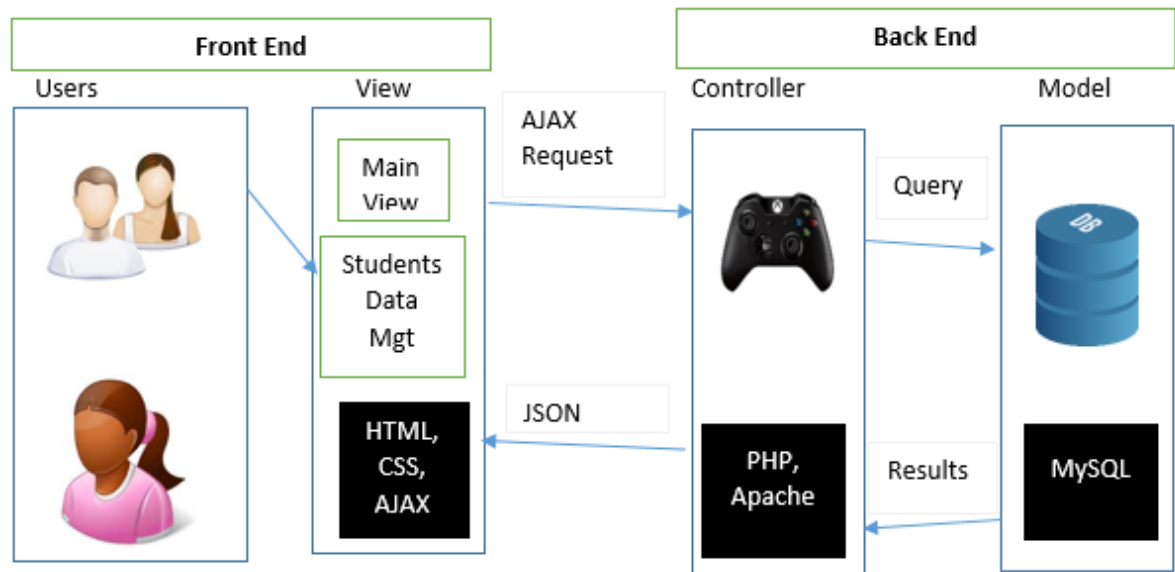 Front End
Back End
Users
View
Controller
Model
AJAX
Request
Main
View
Query
DB
Students
Data
Mgt
JSON
HTML,
CSS,
AJAX
PHP,
Apache
Results
MySQL